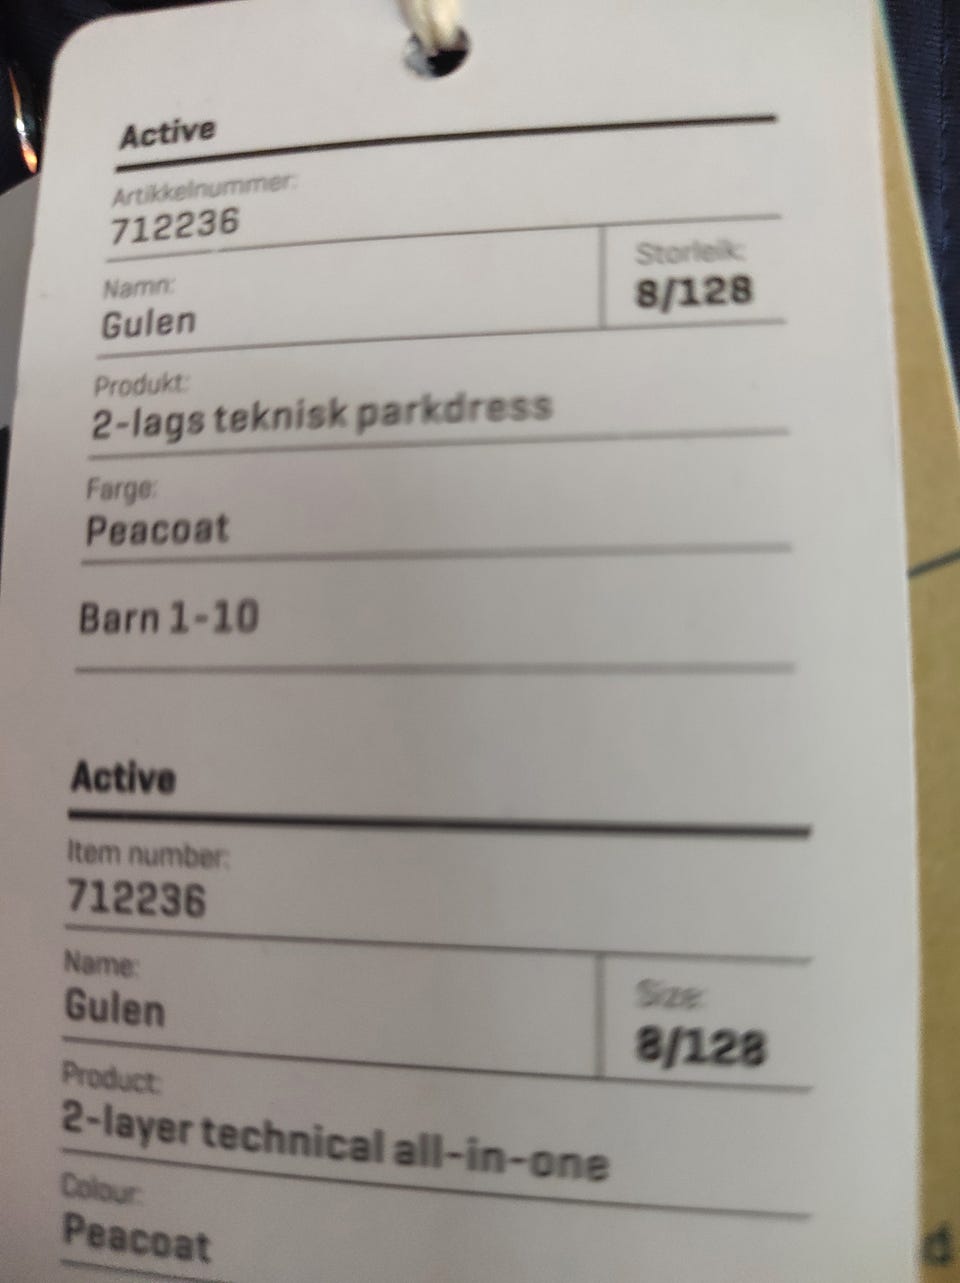 Active
Artikkelnummer:
712236
Namn:
Gulen
Storleik:
8/128
Produkt:
2-lags teknisk parkdress
Farge:
Peacoat
Barn 1-10
Active
Item number:
712236
Name:
Gulen
Size:
8/128
Product:
2-layer technical all-in-one
Colour:
Peacoat
d